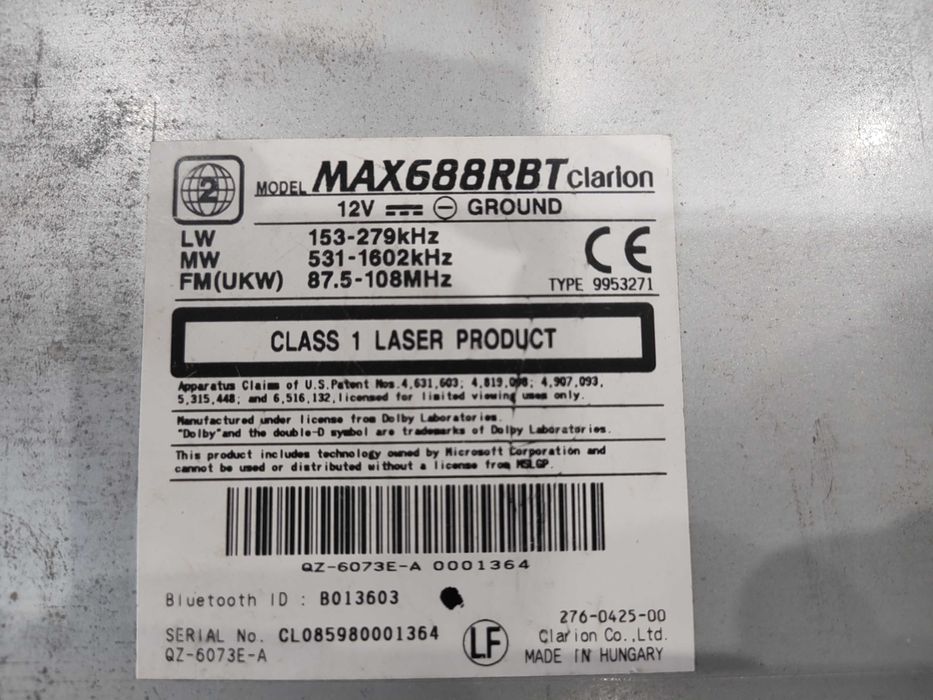 2
MODEL MAX688RBT Clarion
12V ⎓ ⊖ GROUND
LW 153-279kHz
MW 531-1602kHz
FM(UKW) 87.5-108MHz
CE
TYPE 9953271
CLASS 1 LASER PRODUCT
Apparatus Claims of U.S.Patent Nos.4,631,603; 4,819,098; 4,907,093,
5,315,448; and 6,516,132,licensed for limited viewing uses only.
Manufactured under license from Dolby Laboratories.
"Dolby"and the double-D symbol are trademarks of Dolby Laboratories.
This product includes technology owned by Microsoft Corporation and
cannot be used or distributed without a license from MSLGP.
QZ-6073E-A 0001364
Bluetooth ID : B013603
276-0425-00
SERIAL No. CL085980001364
LF
Clarion Co.,Ltd.
QZ-6073E-A
MADE IN HUNGARY